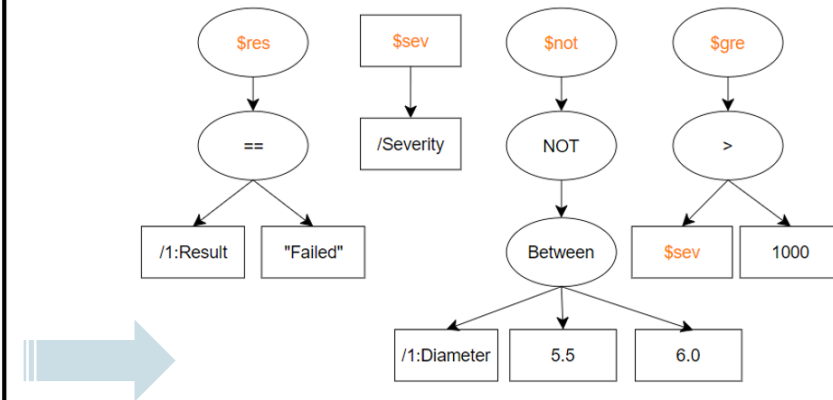 $res
$sev
$not
$gre
==
/Severity
NOT
>
/1:Result
"Failed"
Between
$sev
1000
/1:Diameter
5.5
6.0